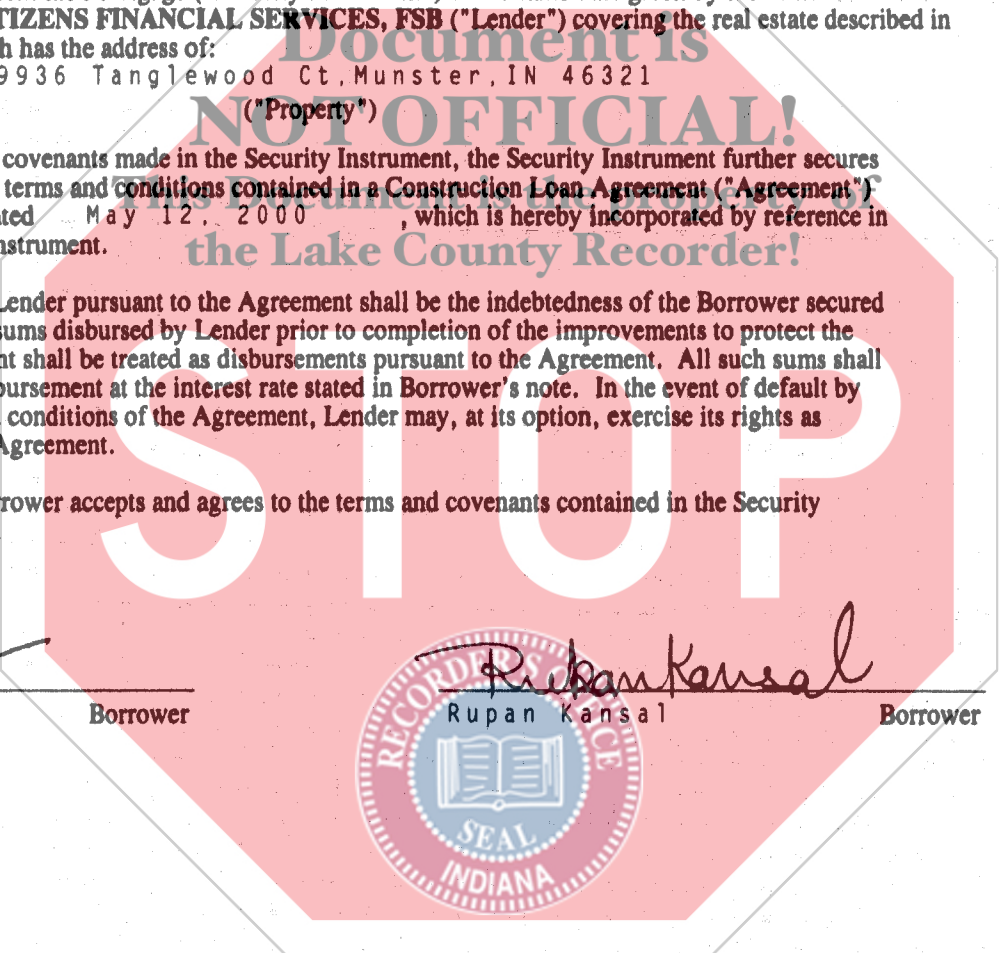 TIZENS FINANCIAL SERVICES, FSB ("Lender") covering the real estate described in
h has the address of:
9936 Tanglewood Ct, Munster, IN 46321
("Property")
covenants made in the Security Instrument, the Security Instrument further secures
terms and conditions contained in a Construction Loan Agreement ("Agreement")
ted May 12, 2000 , which is hereby incorporated by reference in
nstrument.
Lender pursuant to the Agreement shall be the indebtedness of the Borrower secured
sums disbursed by Lender prior to completion of the improvements to protect the
nt shall be treated as disbursements pursuant to the Agreement. All such sums shall
bursement at the interest rate stated in Borrower's note. In the event of default by
conditions of the Agreement, Lender may, at its option, exercise its rights as
Agreement.
rower accepts and agrees to the terms and covenants contained in the Security
Rupan Kansal
Borrower
Rupan Kansal Borrower
Document is
NOT OFFICIAL!
This Document is the property of
the Lake County Recorder!
STOP
RECORDER'S OFFICE
SEAL
INDIANA